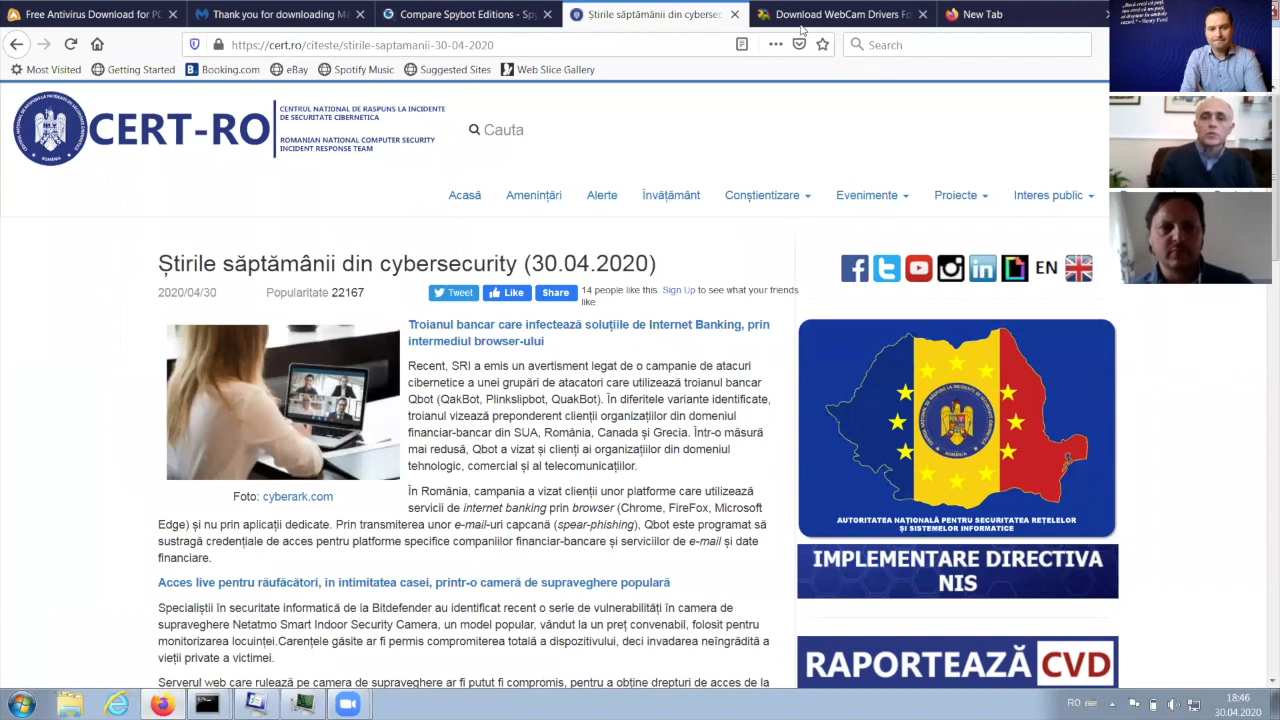 Free Antivirus Download for PC
Thank you for downloading Ma
Compare Spybot Editions - Spy
Știrile săptămânii din cybersec
Download WebCam Drivers Fo
New Tab
https://cert.ro/citeste/stirile-saptamanii-30-04-2020
Search
Most Visited
Getting Started
Booking.com
eBay
Spotify Music
Suggested Sites
Web Slice Gallery
- Henry Ford
CERT-RO
CENTRUL NATIONAL DE RASPUNS LA INCIDENTE
DE SECURITATE CIBERNETICA
ROMANIAN NATIONAL COMPUTER SECURITY
INCIDENT RESPONSE TEAM
Cauta
Acasă
Amenințări
Alerte
Învățământ
Conștientizare
Evenimente
Proiecte
Interes public
Știrile săptămânii din cybersecurity (30.04.2020)
2020/04/30
Popularitate 22167
Tweet
Like
Share
14 people like this. Sign Up to see what your friends
like.
EN
Troianul bancar care infectează soluțiile de Internet Banking, prin
intermediul browser-ului
Recent, SRI a emis un avertisment legat de o campanie de atacuri
cibernetice a unei grupări de atacatori care utilizează troianul bancar
Qbot (QakBot, Plinkslipbot, QuakBot). În diferitele variante identificate,
troianul vizează preponderent clienții organizațiilor din domeniul
financiar-bancar din SUA, România, Canada și Grecia. Într-o măsură
mai redusă, Qbot a vizat și clienți ai organizațiilor din domeniul
tehnologic, comercial și al telecomunicațiilor.
Foto: cyberark.com
În România, campania a vizat clienții unor platforme care utilizează
servicii de internet banking prin browser (Chrome, FireFox, Microsoft
Edge) și nu prin aplicații dedicate. Prin transmiterea unor e-mail-uri capcană (spear-phishing), Qbot este programat să
sustragă credențiale de acces pentru platforme specifice companiilor financiar-bancare și serviciilor de e-mail și date
financiare.
Acces live pentru răufăcători, in intimitatea casei, printr-o cameră de supraveghere populară
Specialiștii în securitate informatică de la Bitdefender au identificat recent o serie de vulnerabilități în camera de
supraveghere Netatmo Smart Indoor Security Camera, un model popular, vândut la un preț convenabil, folosit pentru
monitorizarea locuinței.Carențele găsite ar fi permis compromiterea totală a dispozitivului, deci invadarea neîngrădită a
vieții private a victimei.
Serverul web care rulează pe camera de supraveghere ar fi putut fi compromis, pentru a obține drepturi de acces de la
AUTORITATEA NAȚIONALĂ PENTRU SECURITATEA REȚELELOR
ȘI SISTEMELOR INFORMATICE
IMPLEMENTARE DIRECTIVA
NIS
RAPORTEAZĂ CVD
RO
18:46
30.04.2020